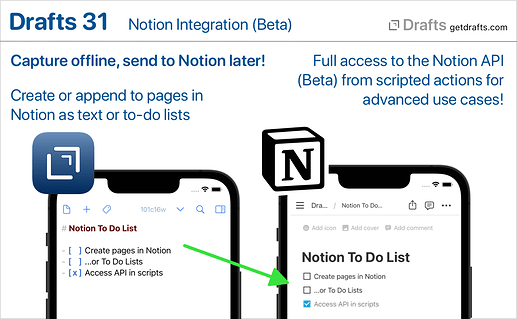 Drafts 31 Notion Integration (Beta)
Drafts getdrafts.com
Capture offline, send to Notion later!
Create or append to pages in
Notion as text or to-do lists
Full access to the Notion API
(Beta) from scripted actions for
advanced use cases!
N
101c16w
# Notion To Do List
- [ ] Create pages in Notion
- [ ] ...or To Do Lists
- [x] Access API in scripts
Dra... / Notion To Do...
Add icon Add cover Add comment
Notion To Do List
Create pages in Notion
...or To Do Lists
Access API in scripts